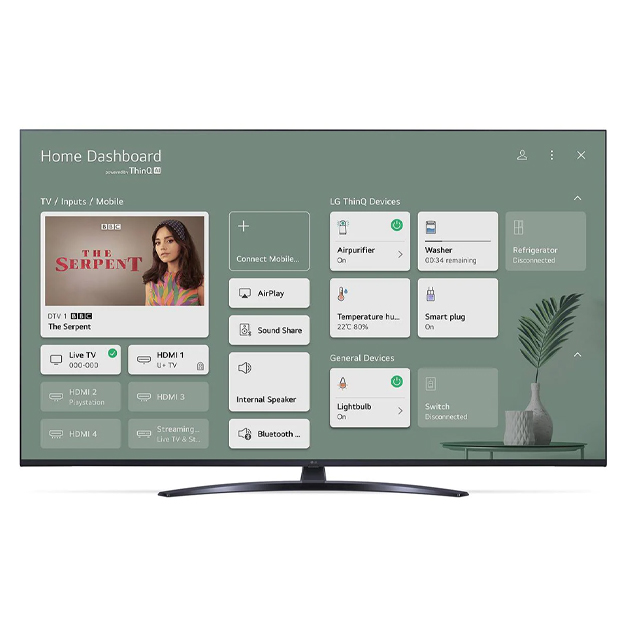 Home Dashboard
powered by ThinQ AI
TV / Inputs / Mobile
BBC
THE
SERPENT
DTV 1 BBC
The Serpent
Live TV
000-000
HDMI 1
U+ TV
HDMI 2
Playstation
HDMI 3
HDMI 4
Streaming...
Live TV & St...
Connect Mobile...
AirPlay
Sound Share
Internal Speaker
Bluetooth ...
LG ThinQ Devices
Airpurifier
On
Washer
00:34 remaining
Refrigerator
Disconnected
Temperature hu...
22℃ 80%
Smart plug
On
General Devices
Lightbulb
On
Switch
Disconnected
LG